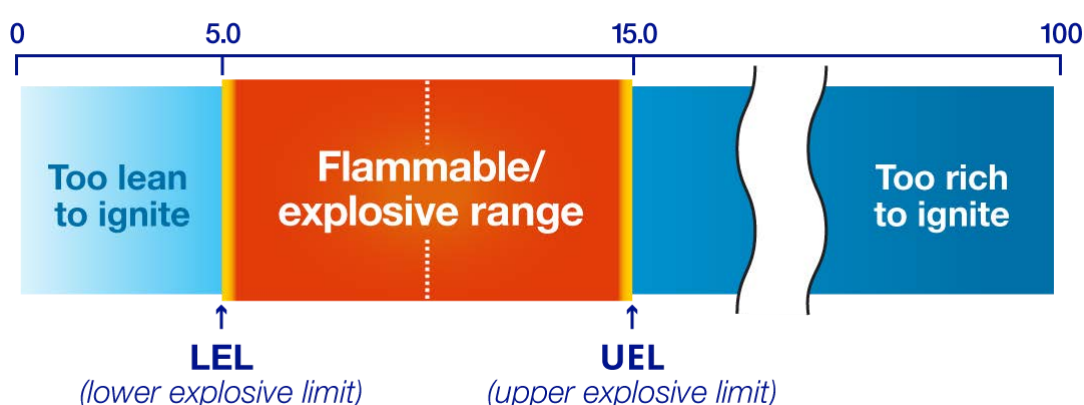 0 5.0 15.0 100
Too lean
to ignite
Flammable/
explosive range
Too rich
to ignite
LEL
(lower explosive limit)
UEL
(upper explosive limit)